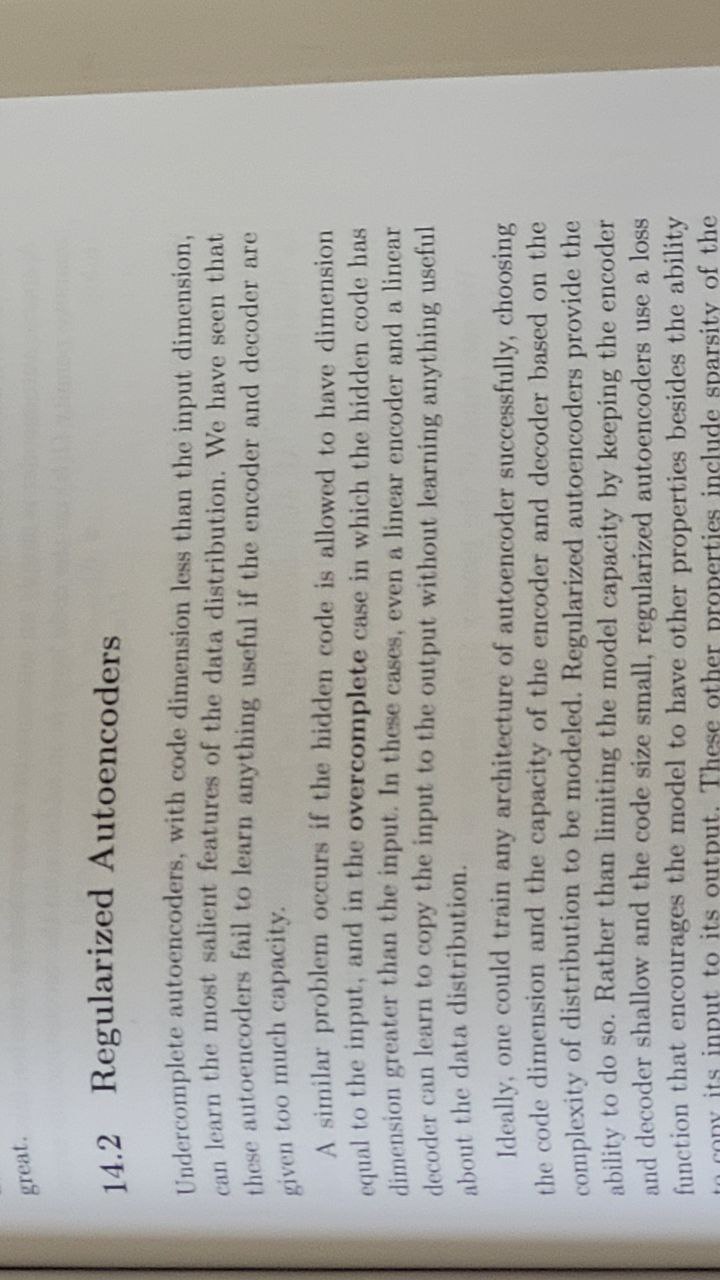 great.
14.2 Regularized Autoencoders
Undercomplete autoencoders, with code dimension less than the input dimension,
can learn the most salient features of the data distribution. We have seen that
these autoencoders fail to learn anything useful if the encoder and decoder are
given too much capacity.
A similar problem occurs if the hidden code is allowed to have dimension
equal to the input, and in the overcomplete case in which the hidden code has
dimension greater than the input. In these cases, even a linear encoder and a linear
decoder can learn to copy the input to the output without learning anything useful
about the data distribution.
Ideally, one could train any architecture of autoencoder successfully, choosing
the code dimension and the capacity of the encoder and decoder based on the
complexity of distribution to be modeled. Regularized autoencoders provide the
ability to do so. Rather than limiting the model capacity by keeping the encoder
and decoder shallow and the code size small, regularized autoencoders use a loss
function that encourages the model to have other properties besides the ability
to copy its input to its output. These other properties include sparsity of the